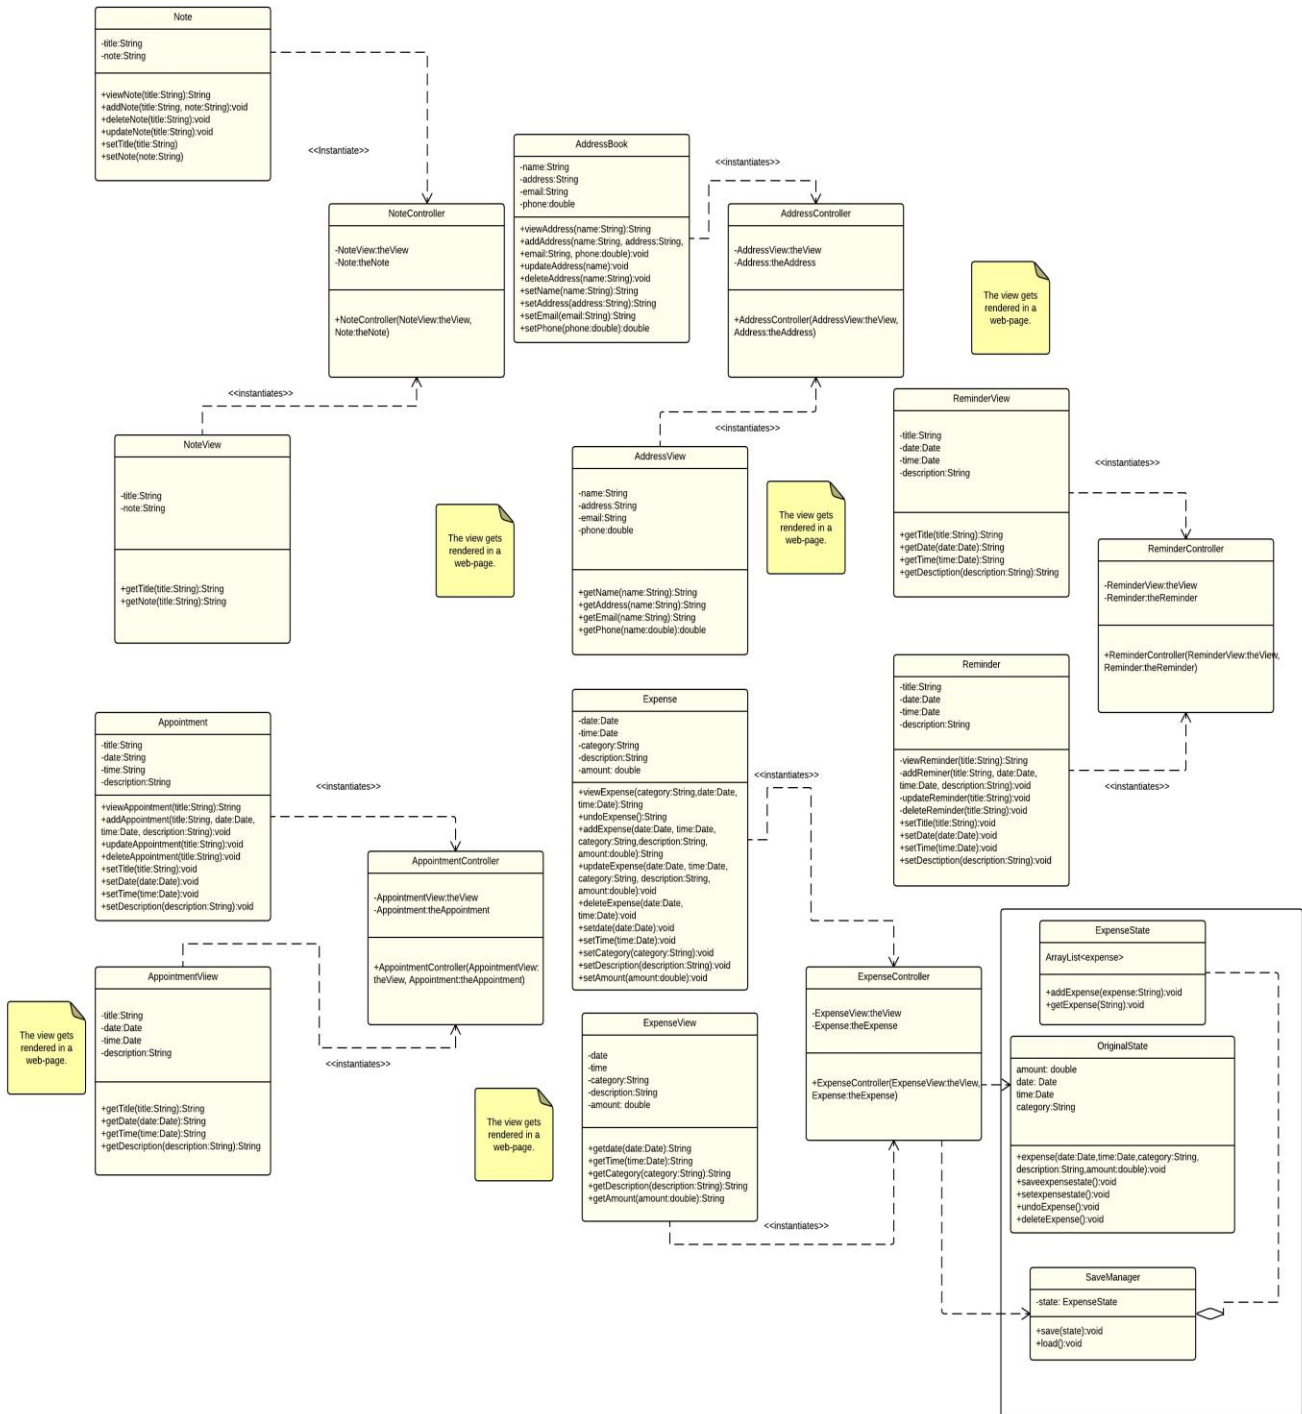 Note
-title:String
-note:String
+viewNote(title:String):String
+addNote(title:String, note:String):void
+deleteNote(title:String):void
+updateNote(title:String):void
+setTitle(title:String)
+setNote(note:String)
<<Instantiate>>
NoteController
-NoteView:theView
-Note:theNote
+NoteController(NoteView:theView,
Note:theNote)
<<instantiates>>
NoteView
-title:String
-note:String
+getTitle(title:String):String
+getNote(title:String):String
The view gets
rendered in a
web-page.
AddressBook
-name:String
-address:String
-email:String
-phone:double
+viewAddress(name:String):String
+addAddress(name:String, address:String,
+email:String, phone:double):void
+updateAddress(name):void
+deleteAddress(name:String):void
+setName(name:String):String
+setAddress(address:String):String
+setEmail(email:String):String
+setPhone(phone:double):double
<<instantiates>>
AddressController
-AddressView:theView
-Address:theAddress
+AddressController(AddressView:theView,
Address:theAddress)
<<instantiates>>
AddressView
-name:String
-address:String
-email:String
-phone:double
+getName(name:String):String
+getAddress(name:String):String
+getEmail(name:String):String
+getPhone(name:double):double
The view gets
rendered in a
web-page.
The view gets
rendered in a
web-page.
ReminderView
-title:String
-date:Date
-time:Date
-description:String
+getTitle(title:String):String
+getDate(date:Date):String
+getTime(time:Date):String
+getDesctiption(description:String):String
<<instantiates>>
ReminderController
-ReminderView:theView
-Reminder:theReminder
+ReminderController(ReminderView:theView,
Reminder:theReminder)
Reminder
-title:String
-date:Date
-time:Date
-description:String
-viewReminder(title:String):String
-addReminer(title:String, date:Date,
time:Date, description:String):void
-updateReminder(title:String):void
-deleteReminder(title:String):void
+setTitle(title:String):void
+setDate(date:Date):void
+setTime(time:Date):void
+setDesctiption(description:String):void
<<instantiates>>
Appointment
-title:String
-date:String
-time:String
-description:String
+viewAppointment(title:String):String
+addAppointment(title:String, date:Date,
time:Date, description:String):void
+updateAppointment(title:String):void
+deleteAppointment(title:String):void
+setTitle(title:String):void
+setDate(date:Date):void
+setTime(time:Date):void
+setDescription(description:String):void
<<instantiates>>
AppointmentController
-AppointmentView:theView
-Appointment:theAppointment
+AppointmentController(AppointmentView:
theView, Appointment:theAppointment)
AppointmentViiew
-title:String
-date:Date
-time:Date
-description:String
+getTitle(title:String):String
+getDate(date:Date):String
+getTime(time:Date):String
+getDescription(description:String):String
<<instantiates>>
The view gets
rendered in a
web-page.
Expense
-date:Date
-time:Date
-category:String
-description:String
-amount: double
+viewExpense(category:String,date:Date,
time:Date):String
+undoExpense():String
+addExpense(date:Date, time:Date,
category:String,description:String,
amount:double):String
+updateExpense(date:Date, time:Date,
category:String, description:String,
amount:double):void
+deleteExpense(date:Date,
time:Date):void
+setdate(date:Date):void
+setTime(time:Date):void
+setCategory(category:String):void
+setDescription(description:String):void
+setAmount(amount:double):void
<<instantiates>>
ExpenseController
-ExpenseView:theView
-Expense:theExpense
+ExpenseController(ExpenseView:theView,
Expense:theExpense)
ExpenseView
-date
-time
-category:String
-description:String
-amount: double
+getdate(date:Date):String
+getTime(time:Date):String
+getCategory(category:String):String
+getDescription(description:String):String
+getAmount(amount:double):String
<<instantiates>>
The view gets
rendered in a
web-page.
ExpenseState
ArrayList<expense>
+addExpense(expense:String):void
+getExpense(String):void
OriginalState
amount: double
date: Date
time:Date
category:String
+expense(date:Date,time:Date,category:String,
description:String,amount:double):void
+saveexpensestate():void
+setexpensestate():void
+undoExpense():void
+deleteExpense():void
SaveManager
-state: ExpenseState
+save(state):void
+load():void